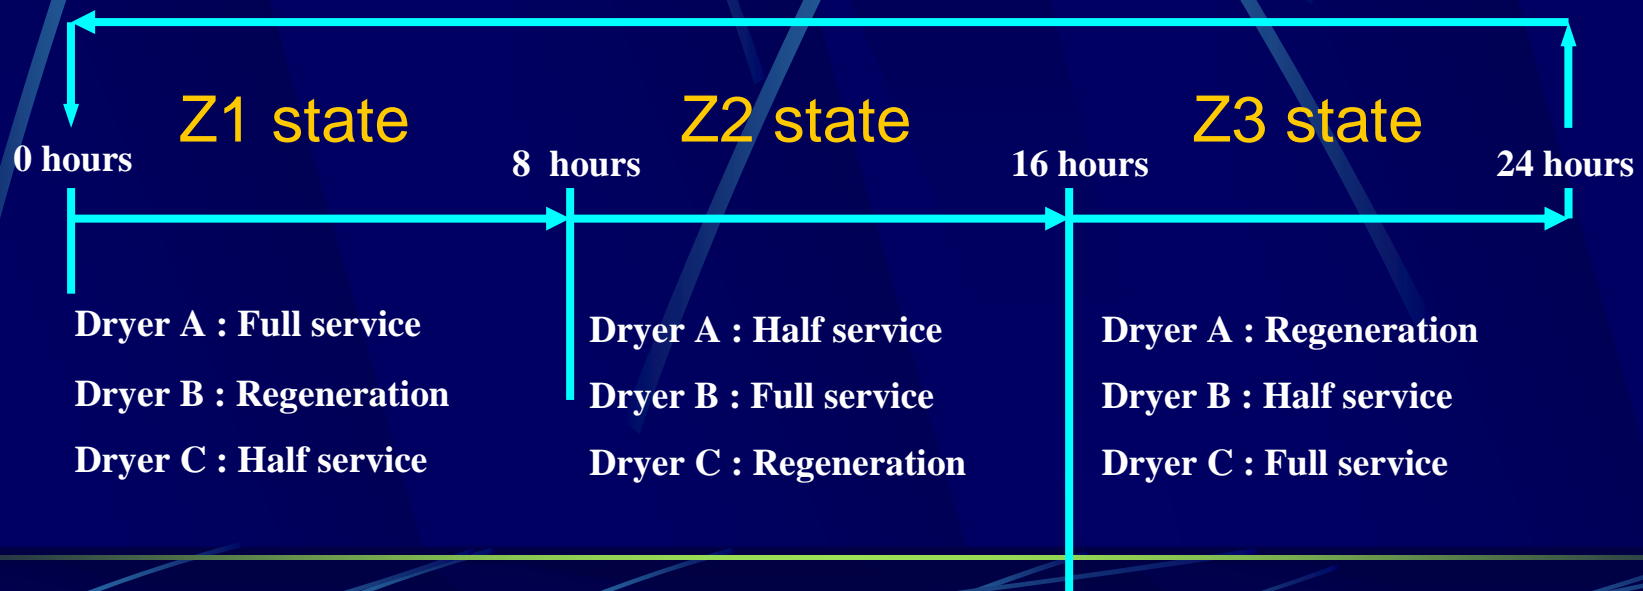 Z1 state
Z2 state
Z3 state
0 hours
8 hours
16 hours
24 hours
Dryer A : Full service
Dryer B : Regeneration
Dryer C : Half service
Dryer A : Half service
Dryer B : Full service
Dryer C : Regeneration
Dryer A : Regeneration
Dryer B : Half service
Dryer C : Full service